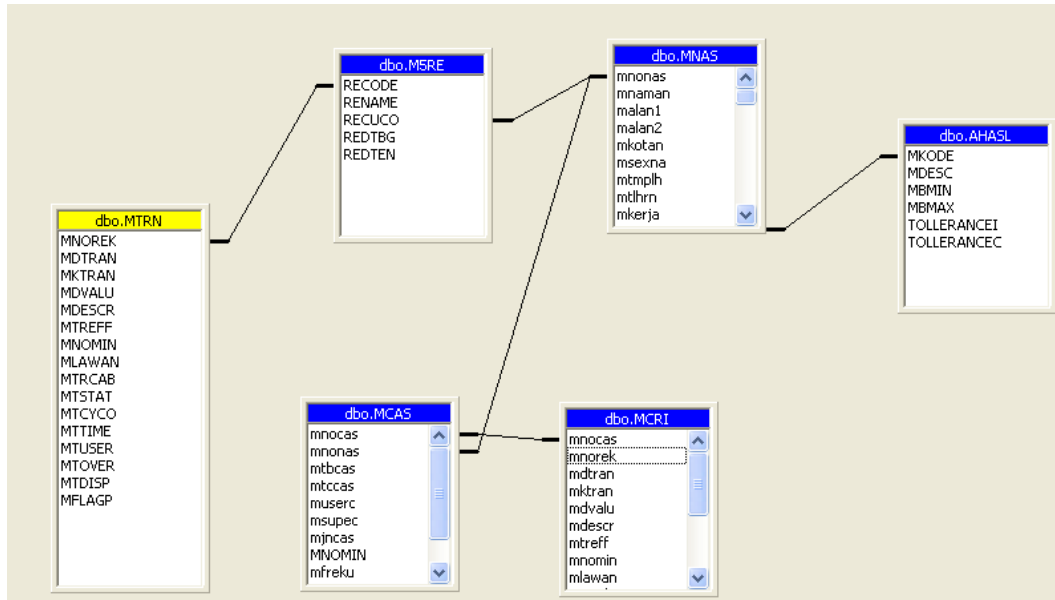 dbo.M5RE
RECODE
RENAME
RECUCO
REDTBG
REDTEN
dbo.MNAS
mnonas
mnaman
malan1
malan2
mkotan
msexna
mtmplh
mtlhrn
mkerja
dbo.AHASL
MKODE
MDESC
MBMIN
MBMAX
TOLLERANCEI
TOLLERANCEC
dbo.MTRN
MNOREK
MDTRAN
MKTRAN
MDVALU
MDESCR
MTREFF
MNOMIN
MLAWAN
MTRCAB
MTSTAT
MTCYCO
MTTIME
MTUSER
MTOVER
MTDISP
MFLAGP
dbo.MCAS
mnocas
mnonas
mtbcas
mtccas
muserc
msupec
mjncas
MNOMIN
mfreku
dbo.MCRI
mnocas
mnorek
mdtran
mktran
mdvalu
mdescr
mtreff
mnomin
mlawan